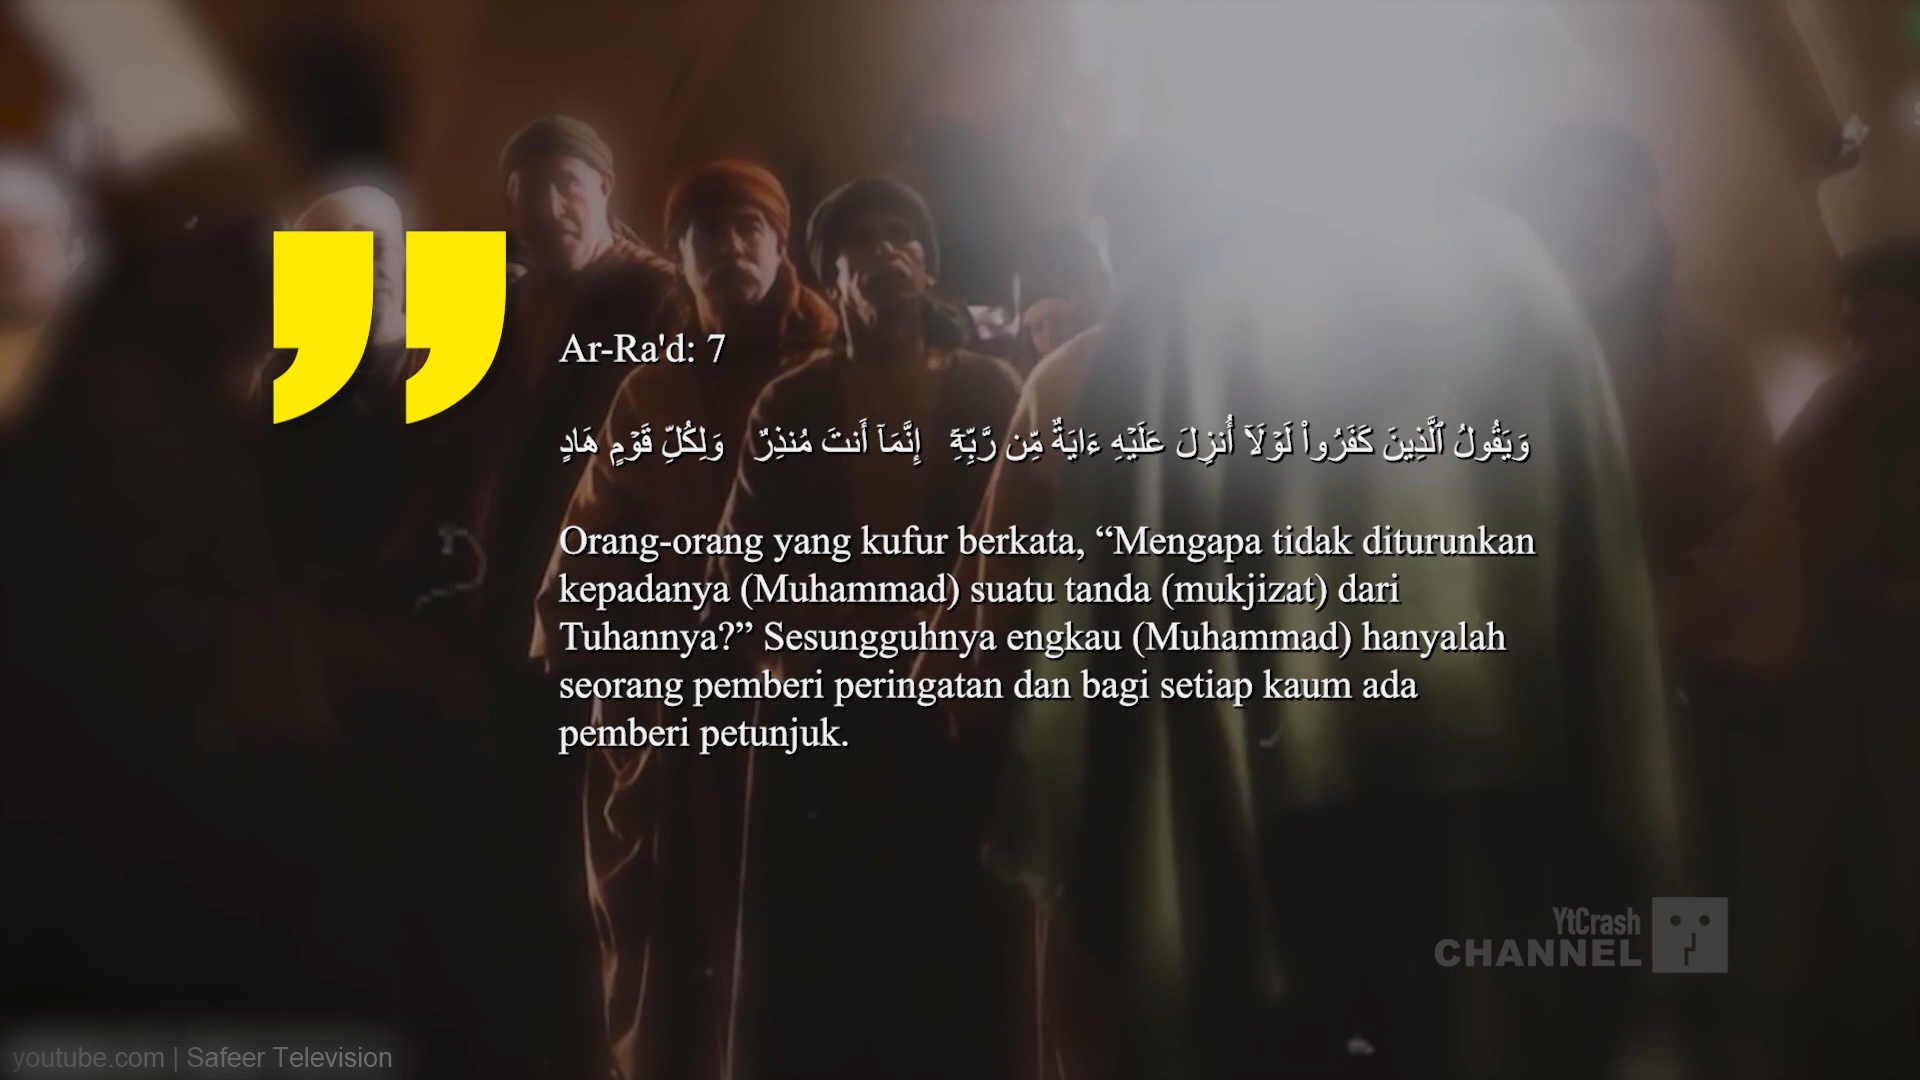 Ar-Ra'd: 7
وَيَقُولُ ٱلَّذِينَ كَفَرُواْ لَوۡلَآ أُنزِلَ عَلَيۡهِ ءَايَةٌ مِّن رَّبِّهِۦٓۗ إِنَّمَآ أَنتَ مُنذِرٌ وَلِكُلِّ قَوۡمٍ هَادٍ
Orang-orang yang kufur berkata, “Mengapa tidak diturunkan
kepadanya (Muhammad) suatu tanda (mukjizat) dari
Tuhannya?” Sesungguhnya engkau (Muhammad) hanyalah
seorang pemberi peringatan dan bagi setiap kaum ada
pemberi petunjuk.
YtCrash
CHANNEL
youtube.com | Safeer Television